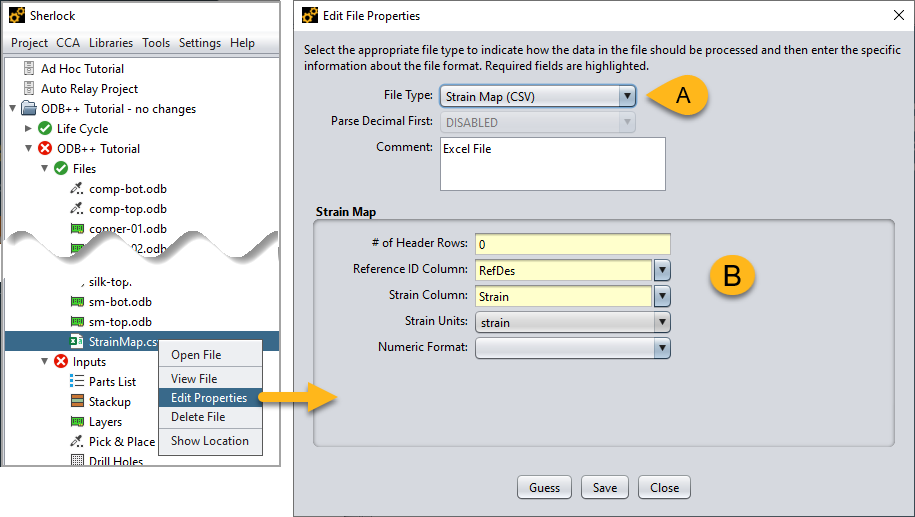 Sherlock
Project CCA Libraries Tools Settings Help
Ad Hoc Tutorial
Auto Relay Project
ODB++ Tutorial - no changes
Life Cycle
ODB++ Tutorial
Files
comp-bot.odb
comp-top.odb
copper-01.odb
02.odb
silk-top.
sm-bot.odb
sm-top.odb
StrainMap.cs
Inputs
Parts List
Stackup
Layers
Pick & Place
Drill Holes
Open File
View File
Edit Properties
Delete File
Show Location
Edit File Properties
Select the appropriate file type to indicate how the data in the file should be processed and then enter the specific
information about the file format. Required fields are highlighted.
File Type: Strain Map (CSV)
A
Parse Decimal First: DISABLED
Comment: Excel File
Strain Map
# of Header Rows: 0
Reference ID Column: RefDes
B
Strain Column: Strain
Strain Units: strain
Numeric Format:
Guess Save Close